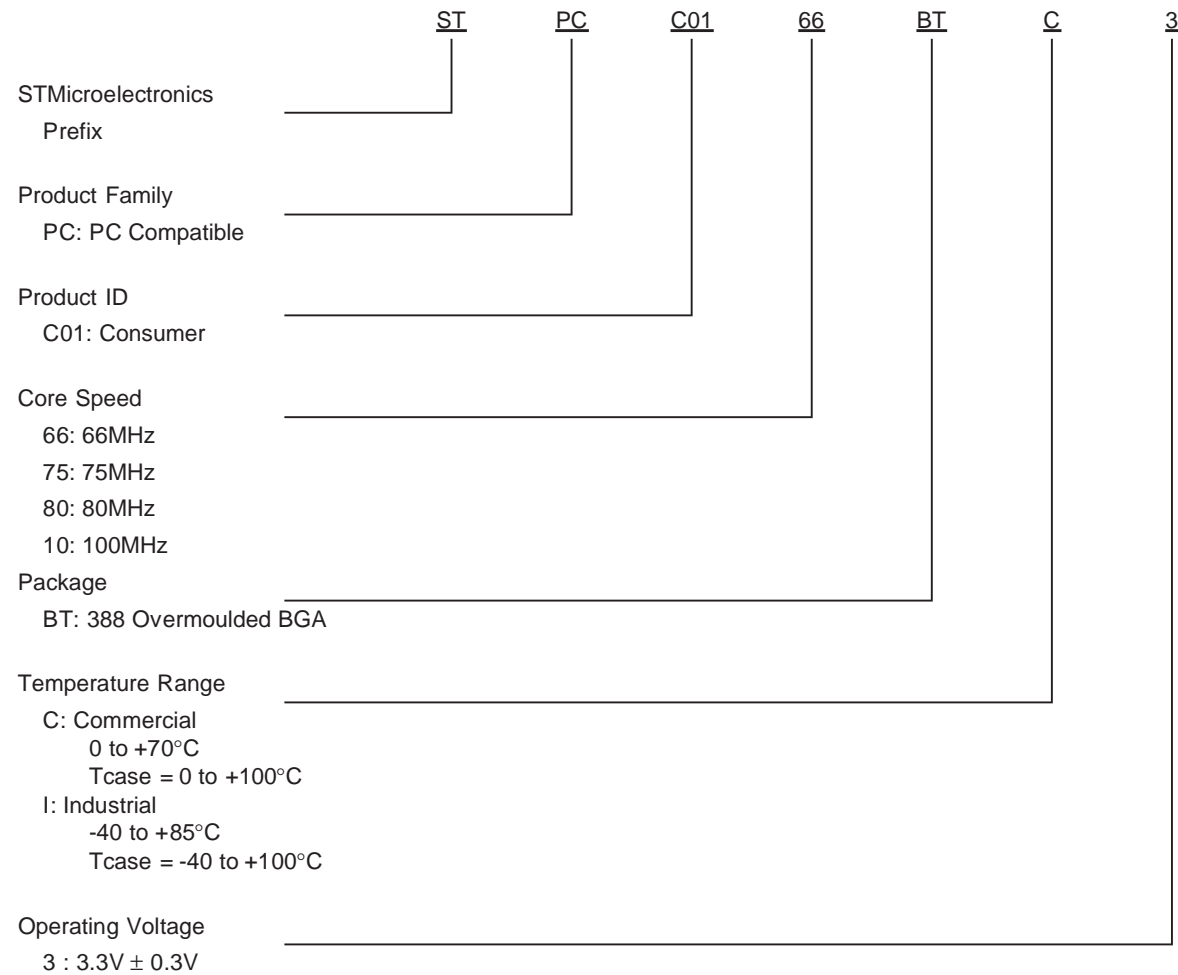 ST PC C01 66 BT C 3
STMicroelectronics
Prefix
Product Family
PC: PC Compatible
Product ID
C01: Consumer
Core Speed
66: 66MHz
75: 75MHz
80: 80MHz
10: 100MHz
Package
BT: 388 Overmoulded BGA
Temperature Range
C: Commercial
0 to +70°C
Tcase = 0 to +100°C
I: Industrial
-40 to +85°C
Tcase = -40 to +100°C
Operating Voltage
3 : 3.3V ± 0.3V